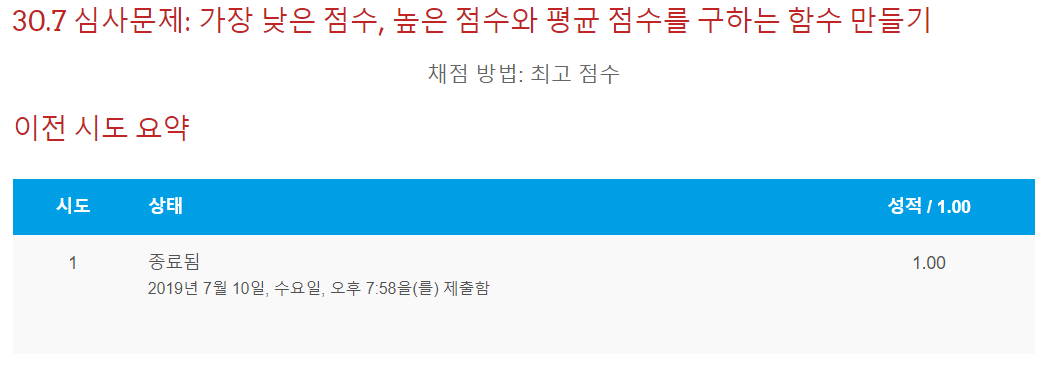 30.7 심사문제: 가장 낮은 점수, 높은 점수와 평균 점수를 구하는 함수 만들기
채점 방법: 최고 점수
이전 시도 요약
시도 상태 성적 / 1.00
1 종료됨 1.00
2019년 7월 10일, 수요일, 오후 7:58을(를) 제출함